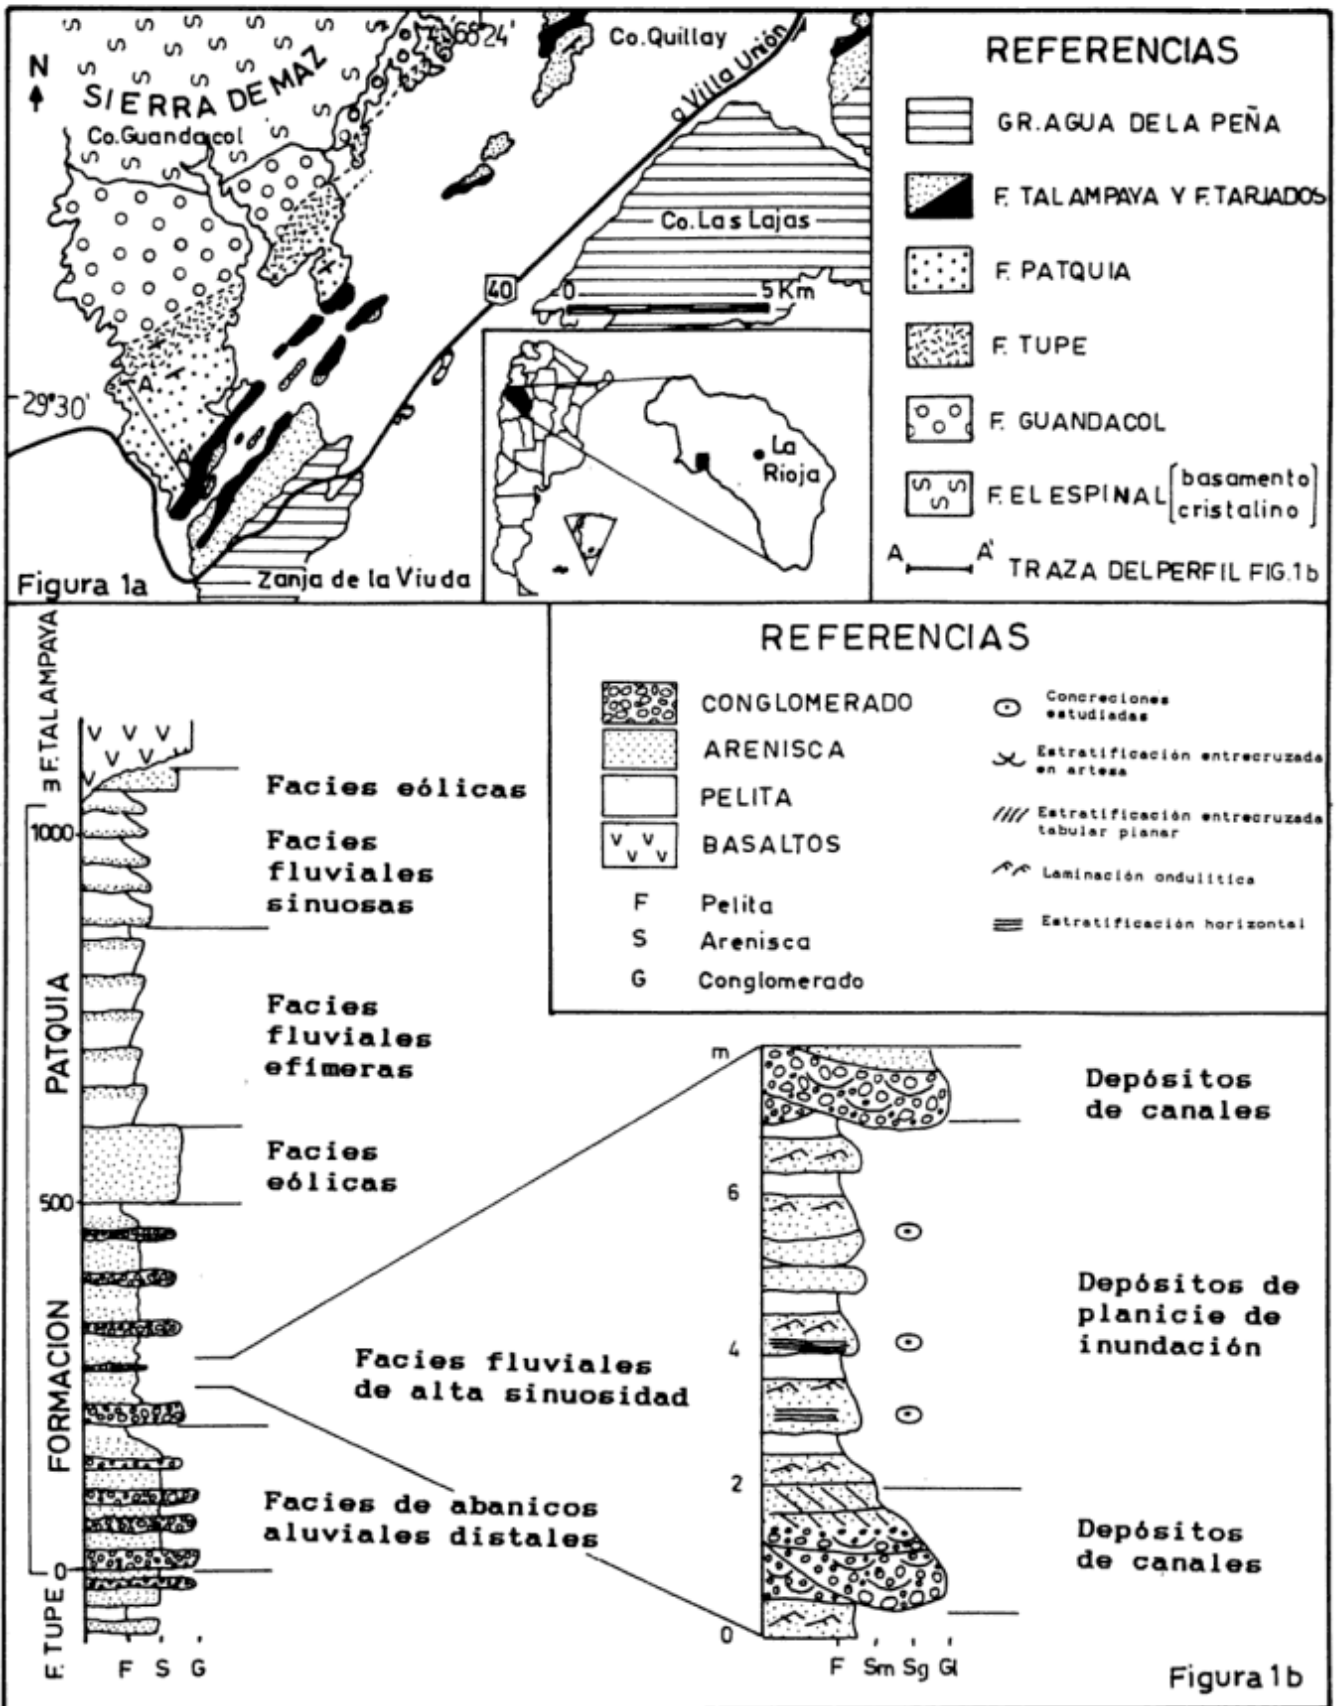 68°24'
Co.Quillay
N
SIERRA DE MAZ
Co.Guandacol
a Villa Unión
Co.Las Lajas
40
0 5 Km
29°30'
A
A'
La
Rioja
Figura 1a
Zanja de la Viuda
REFERENCIAS
GR.AGUA DE LA PEÑA
F. TALAMPAYA Y F.TARJADOS
F. PATQUIA
F. TUPE
F. GUANDACOL
F.EL ESPINAL [basamento
cristalino]
A A' TRAZA DEL PERFIL FIG.1b
REFERENCIAS
CONGLOMERADO
ARENISCA
PELITA
BASALTOS
F Pelita
S Arenisca
G Conglomerado
Concreciones
estudiadas
Estratificación entrecruzada
en artesa
Estratificación entrecruzada
tabular planar
Laminación ondulítica
Estratificación horizontal
F.TALAMPAYA
m
1000
500
0
FORMACION PATQUIA
F. TUPE
Facies eólicas
Facies
fluviales
sinuosas
Facies
fluviales
efímeras
Facies
eólicas
Facies fluviales
de alta sinuosidad
Facies de abanicos
aluviales distales
F S G
m
6
4
2
0
Depósitos
de canales
Depósitos de
planicie de
inundación
Depósitos
de canales
F Sm Sg Gl
Figura 1b